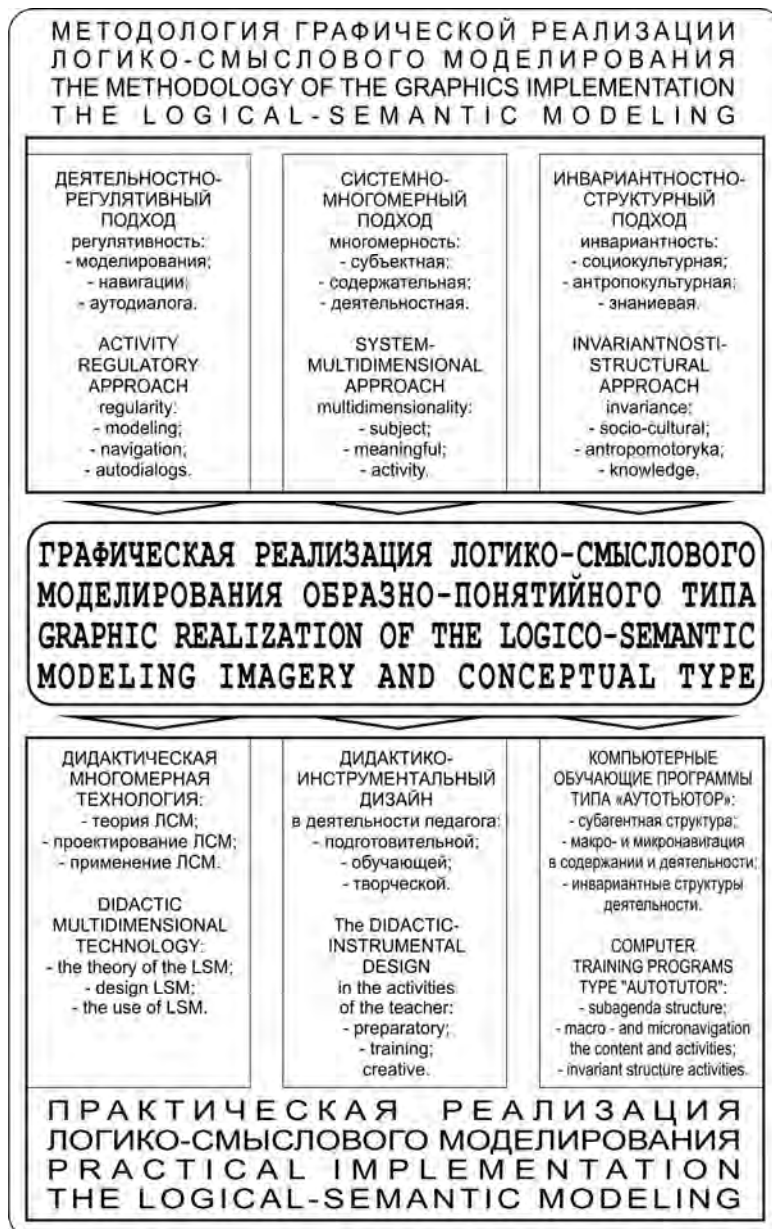 МЕТОДОЛОГИЯ ГРАФИЧЕСКОЙ РЕАЛИЗАЦИИ
ЛОГИКО-СМЫСЛОВОГО МОДЕЛИРОВАНИЯ
THE METHODOLOGY OF THE GRAPHICS IMPLEMENTATION
THE LOGICAL-SEMANTIC MODELING
ДЕЯТЕЛЬНОСТНО-
РЕГУЛЯТИВНЫЙ
ПОДХОД
регулятивность:
- моделирования;
- навигации;
- аутодиалога.
ACTIVITY
REGULATORY
APPROACH
regularity:
- modeling;
- navigation;
- autodialogs.
СИСТЕМНО-
МНОГОМЕРНЫЙ
ПОДХОД
многомерность:
- субъектная;
- содержательная;
- деятельностная.
SYSTEM-
MULTIDIMENSIONAL
APPROACH
multidimensionality:
- subject;
- meaningful;
- activity.
ИНВАРИАНТНОСТНО-
СТРУКТУРНЫЙ
ПОДХОД
инвариантность:
- социокультурная;
- антропокультурная;
- знаниевая.
INVARIANTNOSTI-
STRUCTURAL
APPROACH
invariance:
- socio-cultural;
- antropomotoryka;
- knowledge.
ГРАФИЧЕСКАЯ РЕАЛИЗАЦИЯ ЛОГИКО-СМЫСЛОВОГО
МОДЕЛИРОВАНИЯ ОБРАЗНО-ПОНЯТИЙНОГО ТИПА
GRAPHIC REALIZATION OF THE LOGICO-SEMANTIC
MODELING IMAGERY AND CONCEPTUAL TYPE
ДИДАКТИЧЕСКАЯ
МНОГОМЕРНАЯ
ТЕХНОЛОГИЯ:
- теория ЛСМ;
- проектирование ЛСМ;
- применение ЛСМ.
DIDACTIC
MULTIDIMENSIONAL
TECHNOLOGY:
- the theory of the LSM;
- design LSM;
- the use of LSM.
ДИДАКТИКО-
ИНСТРУМЕНТАЛЬНЫЙ
ДИЗАЙН
в деятельности педагога:
- подготовительной;
- обучающей;
- творческой.
The DIDACTIC-
INSTRUMENTAL
DESIGN
in the activities
of the teacher:
- preparatory;
- training;
creative.
КОМПЬЮТЕРНЫЕ
ОБУЧАЮЩИЕ ПРОГРАММЫ
ТИПА «АУТОТЬЮТОР»:
- субагентная структура;
- макро- и микронавигация
в содержании и деятельности;
- инвариантные структуры
деятельности.
COMPUTER
TRAINING PROGRAMS
TYPE "AUTOTUTOR":
- subagenda structure;
- macro - and micronavigation
the content and activities;
- invariant structure activities.
ПРАКТИЧЕСКАЯ РЕАЛИЗАЦИЯ
ЛОГИКО-СМЫСЛОВОГО МОДЕЛИРОВАНИЯ
PRACTICAL IMPLEMENTATION
THE LOGICAL-SEMANTIC MODELING